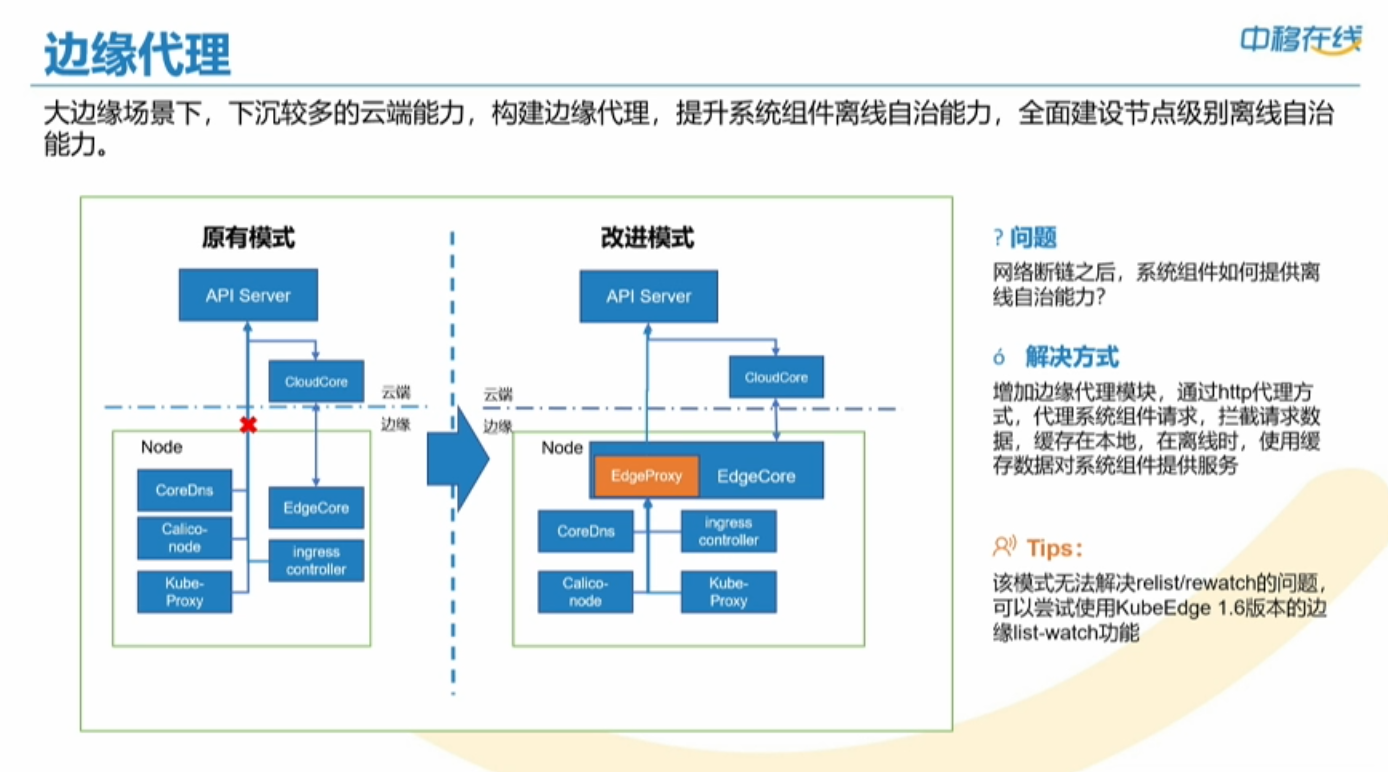 边缘代理
中移在线
大边缘场景下，下沉较多的云端能力，构建边缘代理，提升系统组件离线自治能力，全面建设节点级别离线自治
能力。
原有模式
API Server
CloudCore
云端
边缘
Node
CoreDns
Calico-
node
Kube-
Proxy
EdgeCore
ingress
controller
改进模式
API Server
CloudCore
云端
边缘
Node
EdgeProxy
EdgeCore
CoreDns
ingress
controller
Calico-
node
Kube-
Proxy
? 问题
网络断链之后，系统组件如何提供离
线自治能力?
ó 解决方式
增加边缘代理模块，通过http代理方
式，代理系统组件请求，拦截请求数
据，缓存在本地，在离线时，使用缓
存数据对系统组件提供服务
Tips：
该模式无法解决relist/rewatch的问题，
可以尝试使用KubeEdge 1.6版本的边
缘list-watch功能